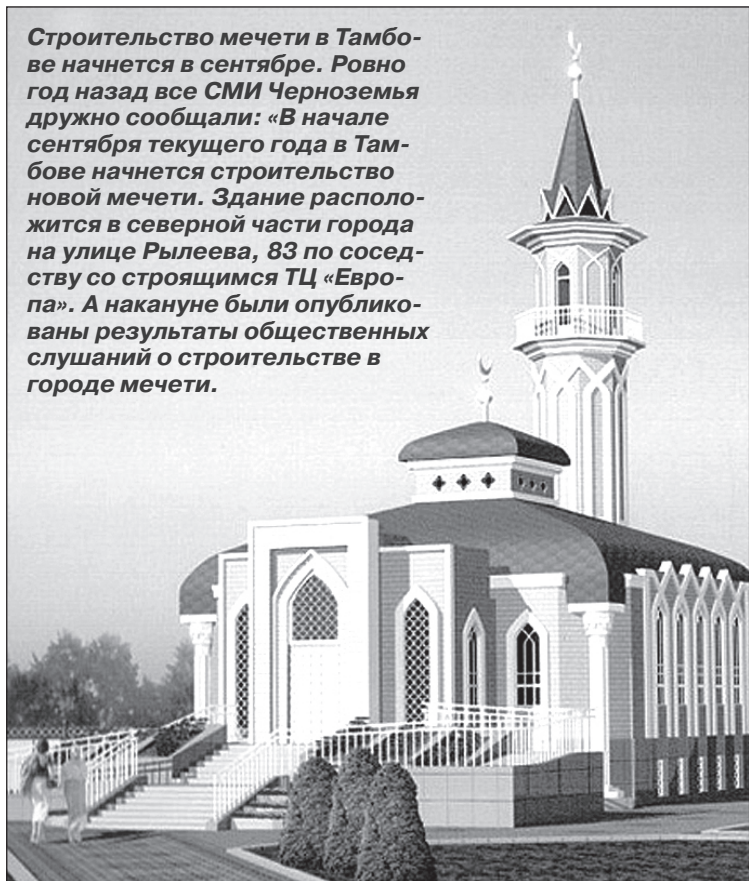 Строительство мечети в Тамбо-
ве начнется в сентябре. Ровно
год назад все СМИ Черноземья
дружно сообщали: «В начале
сентября текущего года в Там-
бове начнется строительство
новой мечети. Здание располо-
жится в северной части города
на улице Рылеева, 83 по сосед-
ству со строящимся ТЦ «Евро-
па». А накануне были опублико-
ваны результаты общественных
слушаний о строительстве в
городе мечети.